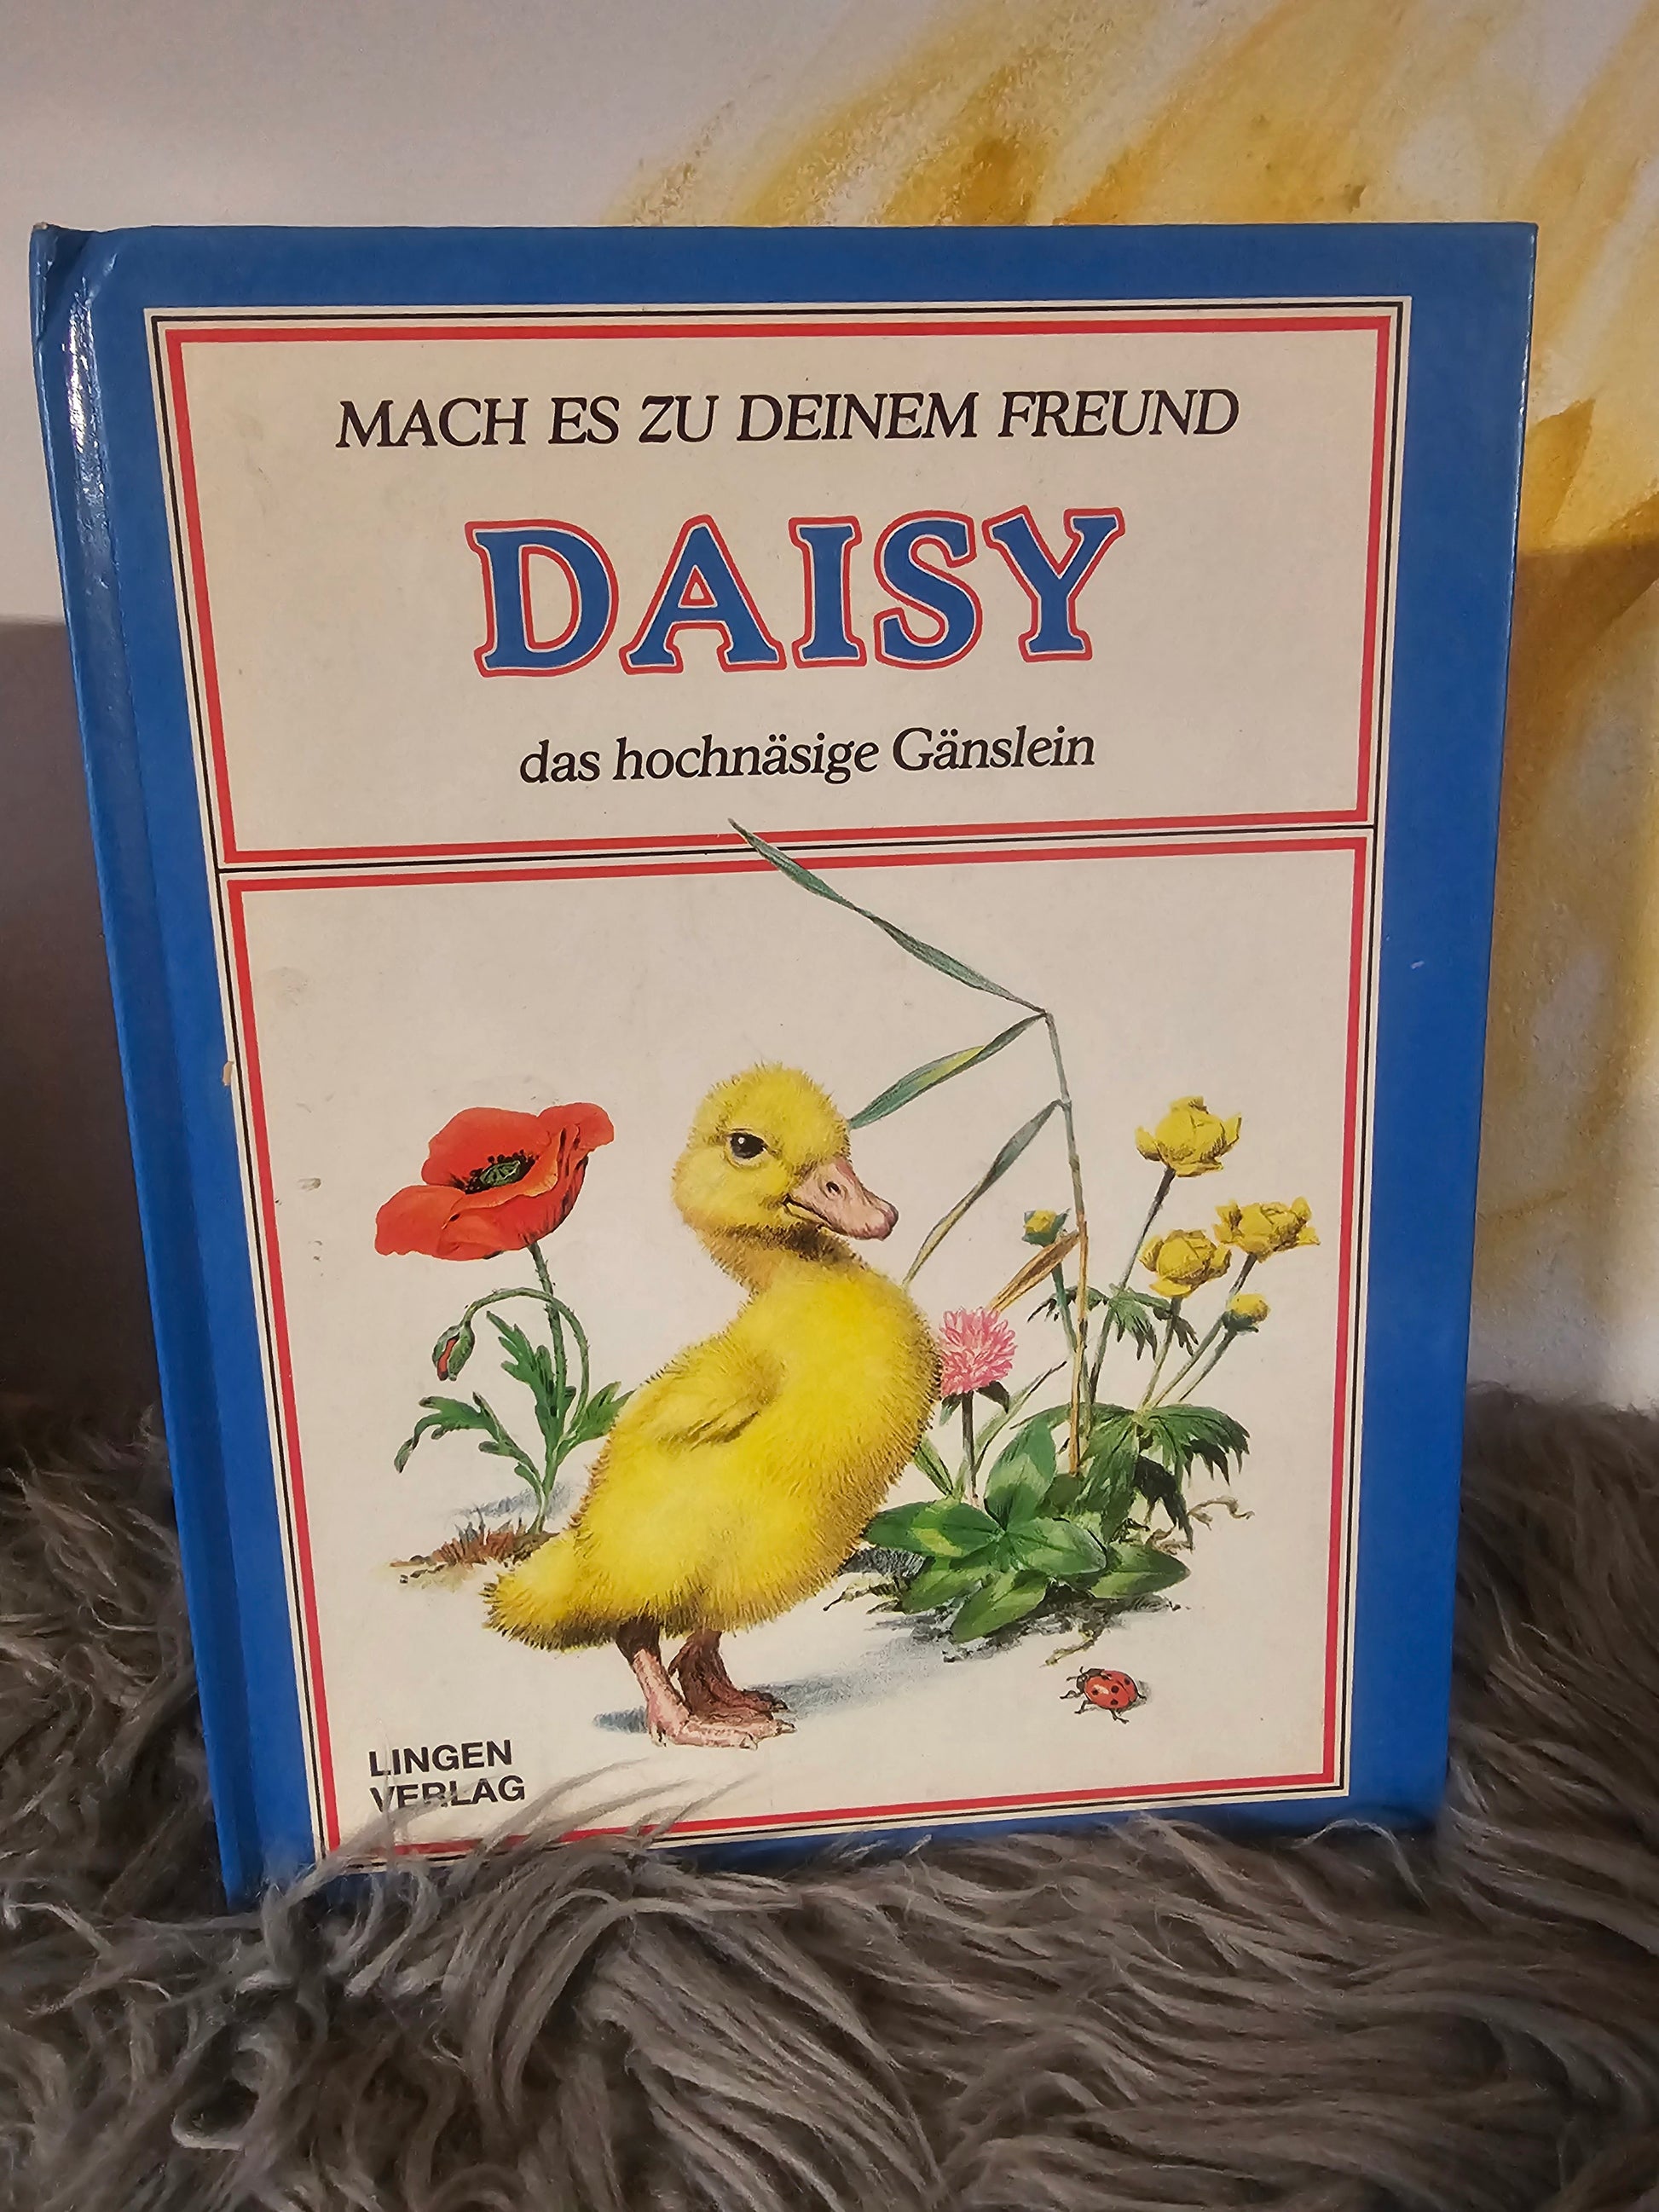 MACH ES ZU DEINEM FREUND
DAISY
das hochnäsige Gänslein
LINGEN
VERLAG